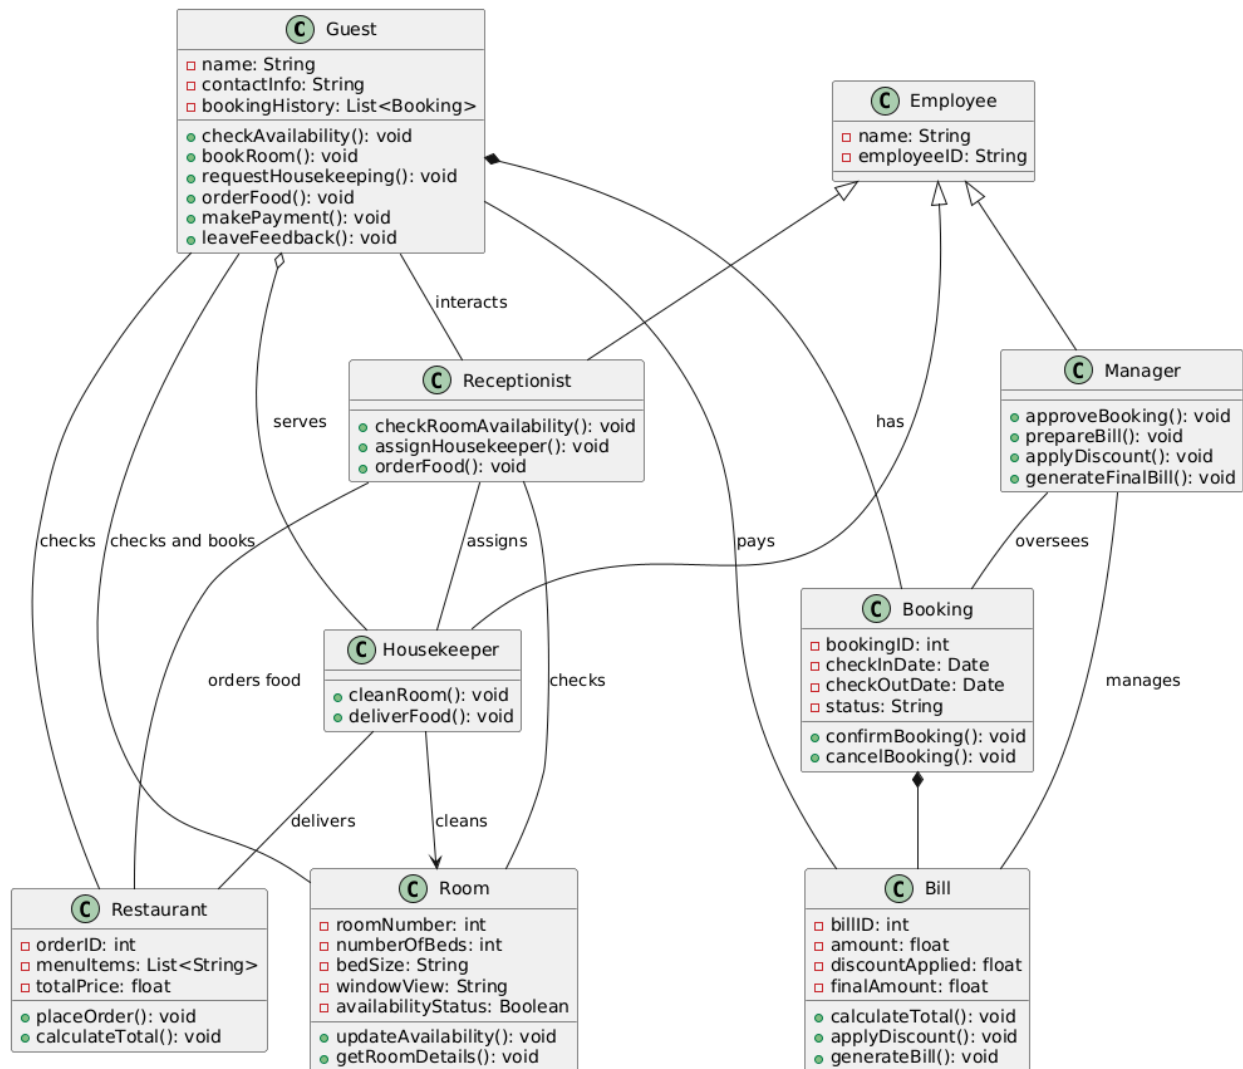 C Guest
name: String
contactInfo: String
bookingHistory: List<Booking>
checkAvailability(): void
bookRoom(): void
requestHousekeeping(): void
orderFood(): void
makePayment(): void
leaveFeedback(): void
C Employee
name: String
employeeID: String
interacts
C Receptionist
checkRoomAvailability(): void
assignHousekeeper(): void
orderFood(): void
C Manager
approveBooking(): void
prepareBill(): void
applyDiscount(): void
generateFinalBill(): void
serves
has
checks
checks and books
assigns
pays
oversees
C Housekeeper
cleanRoom(): void
deliverFood(): void
C Booking
bookingID: int
checkInDate: Date
checkOutDate: Date
status: String
confirmBooking(): void
cancelBooking(): void
orders food
checks
manages
delivers
cleans
C Restaurant
orderID: int
menuItems: List<String>
totalPrice: float
placeOrder(): void
calculateTotal(): void
C Room
roomNumber: int
numberOfBeds: int
bedSize: String
windowView: String
availabilityStatus: Boolean
updateAvailability(): void
getRoomDetails(): void
C Bill
billID: int
amount: float
discountApplied: float
finalAmount: float
calculateTotal(): void
applyDiscount(): void
generateBill(): void